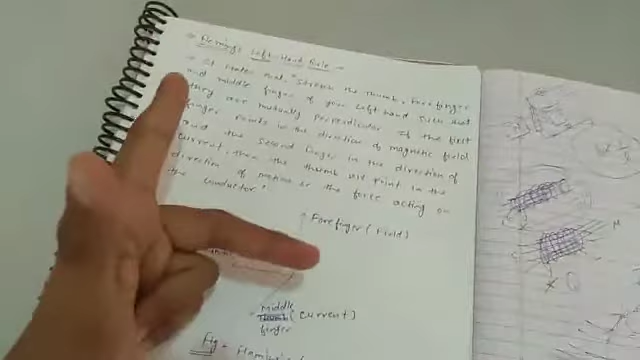 Fleming's Left-Hand Rule -
It states that "Stretch the thumb, forefinger
and middle finger of your left hand such that
they are mutually perpendicular. If the first
finger points in the direction of magnetic field
and the second finger in the direction of
current, then the thumb will point in the
direction of motion or the force acting on
the conductor"
Forefinger (Field)
middle (Current)
finger
Fig -